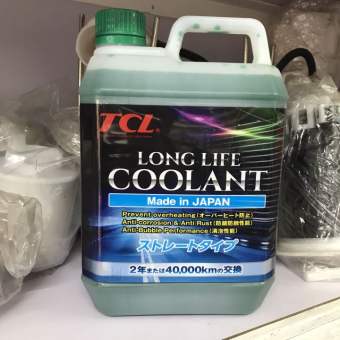 TCL
LONG LIFE
COOLANT
Made in JAPAN
Prevent overheating(オーバーヒート防止)
Anti-corrosion & Anti Rust(防錆防蝕性能)
Anti-Bubble Performance(消泡性能)
ストレートタイプ
2年または40,000kmの交換